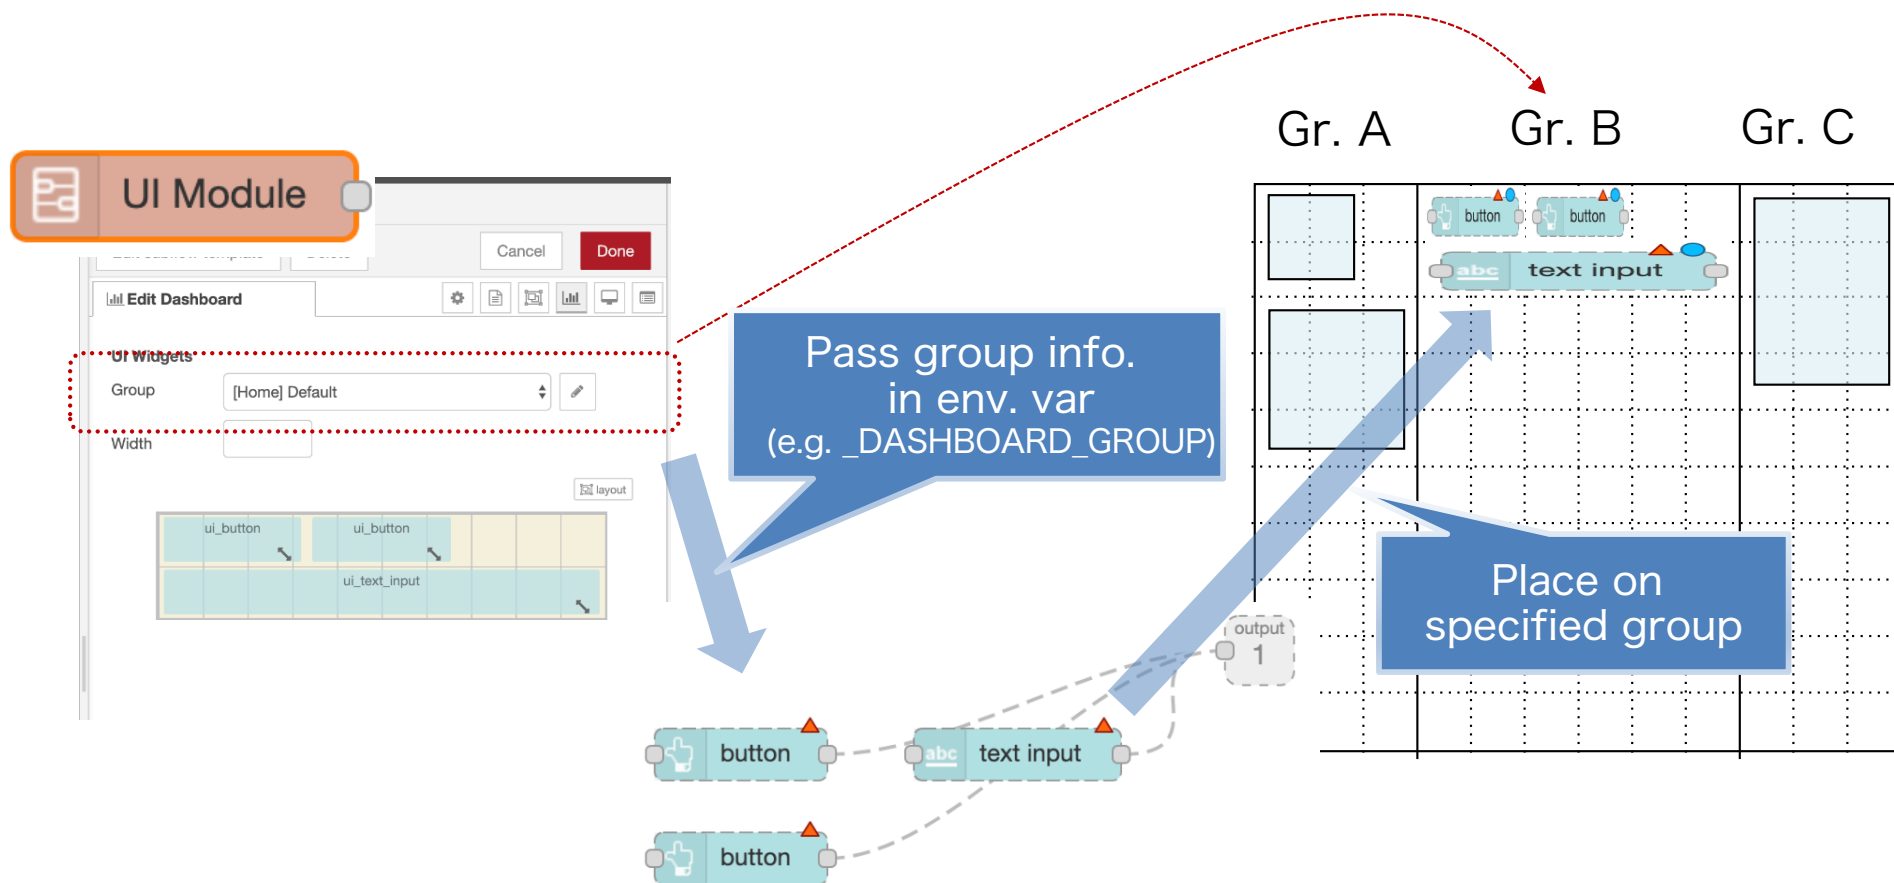 Gr. A
Gr. B
Gr. C
UI Module
Cancel
Done
Edit Dashboard
UI Widgets
Group
[Home] Default
Width
layout
ui_button
ui_button
ui_text_input
Pass group info.
in env. var
(e.g. _DASHBOARD_GROUP)
button
button
abc
text input
Place on
specified group
output
1
button
abc
text input
button